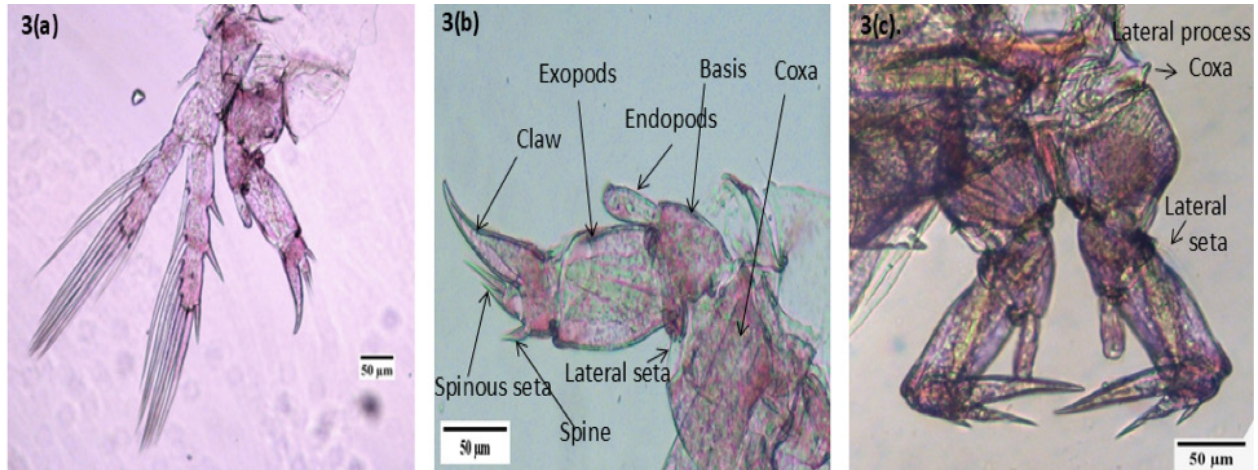 3(a)
50 µm
3(b)
Exopods
Basis
Coxa
Endopods
Claw
Spinous seta
Lateral seta
Spine
50 µm
3(c).
Lateral process
Coxa
Lateral
seta
50 µm